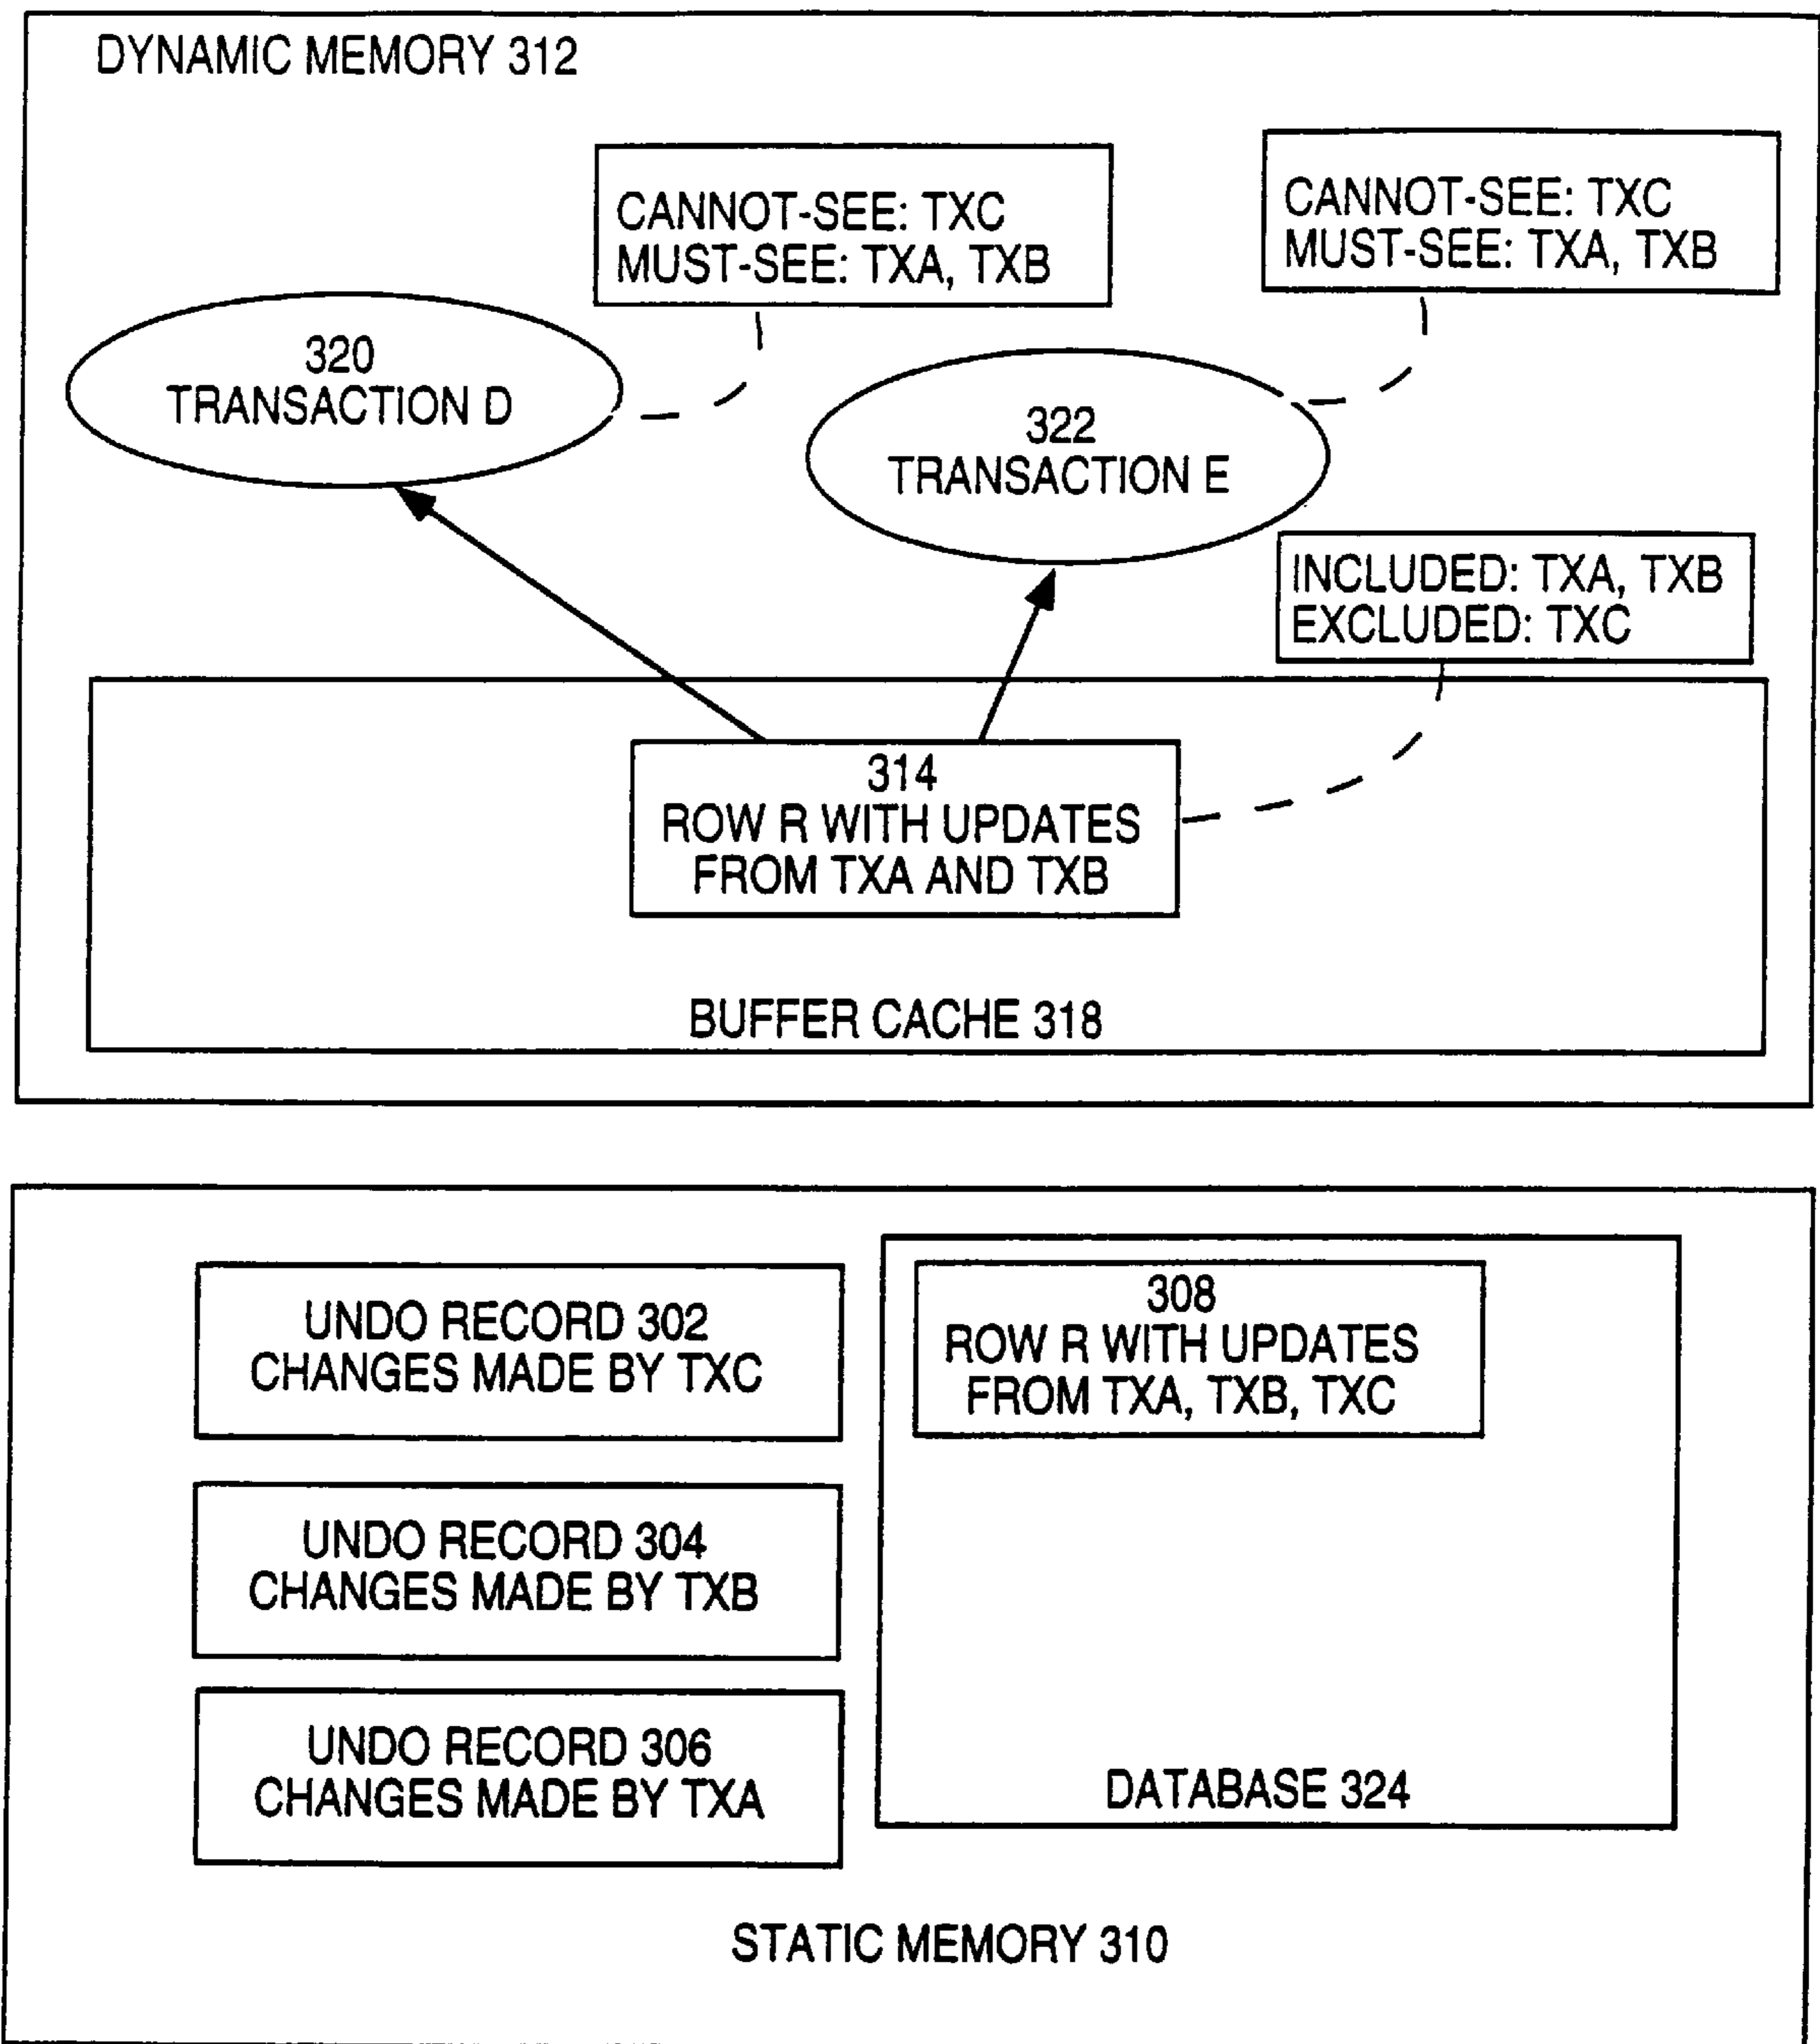 DYNAMIC MEMORY 312
CANNOT-SEE: TXC
MUST-SEE: TXA, TXB
CANNOT-SEE: TXC
MUST-SEE: TXA, TXB
320
TRANSACTION D
322
TRANSACTION E
INCLUDED: TXA, TXB
EXCLUDED: TXC
314
ROW R WITH UPDATES
FROM TXA AND TXB
BUFFER CACHE 318
UNDO RECORD 302
CHANGES MADE BY TXC
308
ROW R WITH UPDATES
FROM TXA, TXB, TXC
UNDO RECORD 304
CHANGES MADE BY TXB
UNDO RECORD 306
CHANGES MADE BY TXA
DATABASE 324
STATIC MEMORY 310